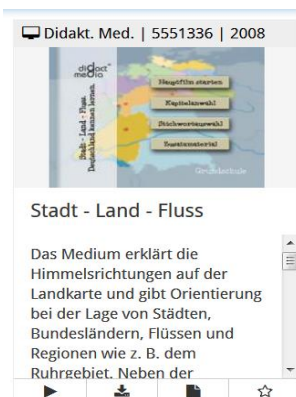 Didakt. Med. | 5551336 | 2008
didact
media
Stadt - Land - Fluss.
Deutschland kennen lernen.
Hauptfilm starten
Kapitelauswahl
Stichwortauswahl
Zusatzmaterial
Grundschule
Stadt - Land - Fluss
Das Medium erklärt die
Himmelsrichtungen auf der
Landkarte und gibt Orientierung
bei der Lage von Städten,
Bundesländern, Flüssen und
Regionen wie z. B. dem
Ruhrgebiet. Neben der